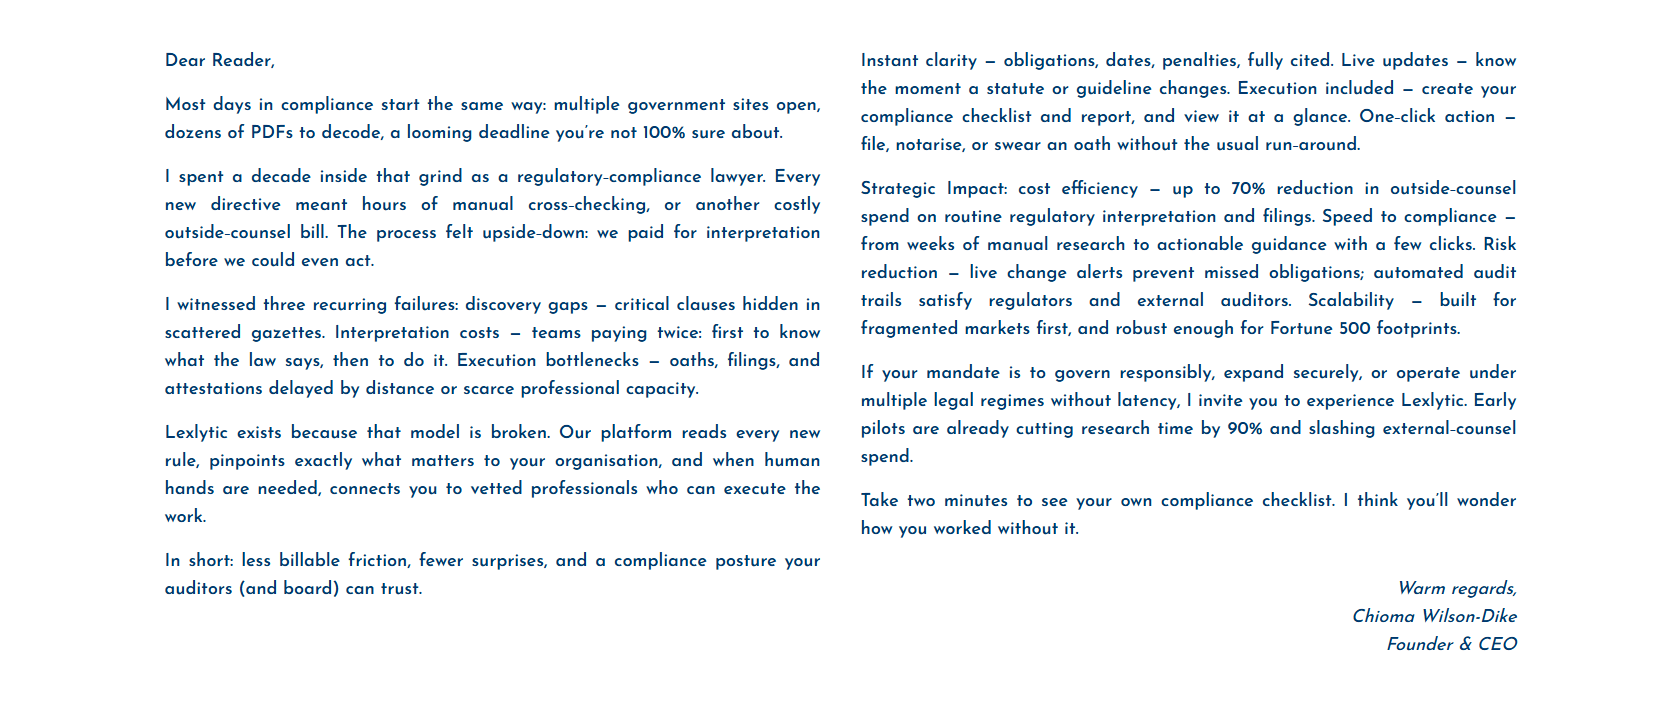 Dear Reader,
Most days in compliance start the same way: multiple government sites open,
dozens of PDFs to decode, a looming deadline you're not 100% sure about.
I spent a decade inside that grind as a regulatory-compliance lawyer. Every
new directive meant hours of manual cross-checking, or another costly
outside-counsel bill. The process felt upside-down: we paid for interpretation
before we could even act.
I witnessed three recurring failures: discovery gaps – critical clauses hidden in
scattered gazettes. Interpretation costs – teams paying twice: first to know
what the law says, then to do it. Execution bottlenecks – oaths, filings, and
attestations delayed by distance or scarce professional capacity.
Lexlytic exists because that model is broken. Our platform reads every new
rule, pinpoints exactly what matters to your organisation, and when human
hands are needed, connects you to vetted professionals who can execute the
work.
In short: less billable friction, fewer surprises, and a compliance posture your
auditors (and board) can trust.
Instant clarity – obligations, dates, penalties, fully cited. Live updates – know
the moment a statute or guideline changes. Execution included – create your
compliance checklist and report, and view it at a glance. One-click action –
file, notarise, or swear an oath without the usual run-around.
Strategic Impact: cost efficiency – up to 70% reduction in outside-counsel
spend on routine regulatory interpretation and filings. Speed to compliance –
from weeks of manual research to actionable guidance with a few clicks. Risk
reduction – live change alerts prevent missed obligations; automated audit
trails satisfy regulators and external auditors. Scalability – built for
fragmented markets first, and robust enough for Fortune 500 footprints.
If your mandate is to govern responsibly, expand securely, or operate under
multiple legal regimes without latency, I invite you to experience Lexlytic. Early
pilots are already cutting research time by 90% and slashing external-counsel
spend.
Take two minutes to see your own compliance checklist. I think you'll wonder
how you worked without it.
Warm regards,
Chioma Wilson-Dike
Founder & CEO